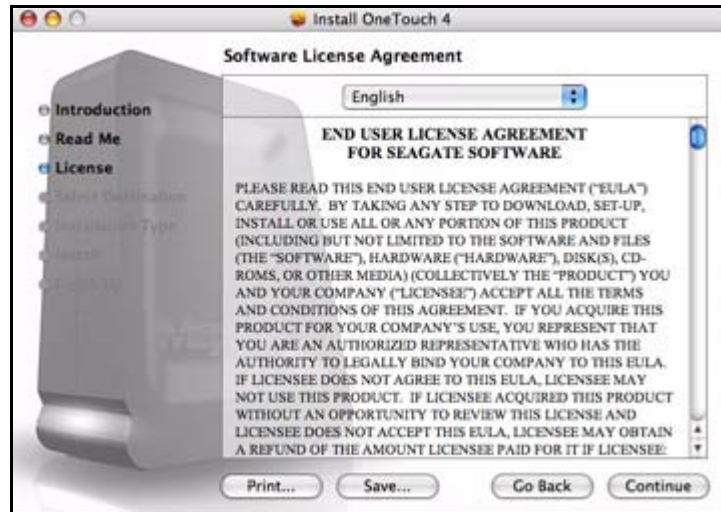 Install OneTouch 4
Software License Agreement
Introduction
Read Me
License
Select Destination
Installation Type
Install
Finish Up
English
END USER LICENSE AGREEMENT
FOR SEAGATE SOFTWARE
PLEASE READ THIS END USER LICENSE AGREEMENT ("EULA")
CAREFULLY.  BY TAKING ANY STEP TO DOWNLOAD, SET-UP,
INSTALL OR USE ALL OR ANY PORTION OF THIS PRODUCT
(INCLUDING BUT NOT LIMITED TO THE SOFTWARE AND FILES
(THE "SOFTWARE"), HARDWARE ("HARDWARE"), DISK(S), CD-
ROMS, OR OTHER MEDIA) (COLLECTIVELY THE "PRODUCT") YOU
AND YOUR COMPANY ("LICENSEE") ACCEPT ALL THE TERMS
AND CONDITIONS OF THIS AGREEMENT.  IF YOU ACQUIRE THIS
PRODUCT FOR YOUR COMPANY'S USE, YOU REPRESENT THAT
YOU ARE AN AUTHORIZED REPRESENTATIVE WHO HAS THE
AUTHORITY TO LEGALLY BIND YOUR COMPANY TO THIS EULA.
IF LICENSEE DOES NOT AGREE TO THIS EULA, LICENSEE MAY
NOT USE THIS PRODUCT.  IF LICENSEE ACQUIRED THIS PRODUCT
WITHOUT AN OPPORTUNITY TO REVIEW THIS LICENSE AND
LICENSEE DOES NOT ACCEPT THIS EULA, LICENSEE MAY OBTAIN
A REFUND OF THE AMOUNT LICENSEE PAID FOR IT IF LICENSEE:
Print...
Save...
Go Back
Continue